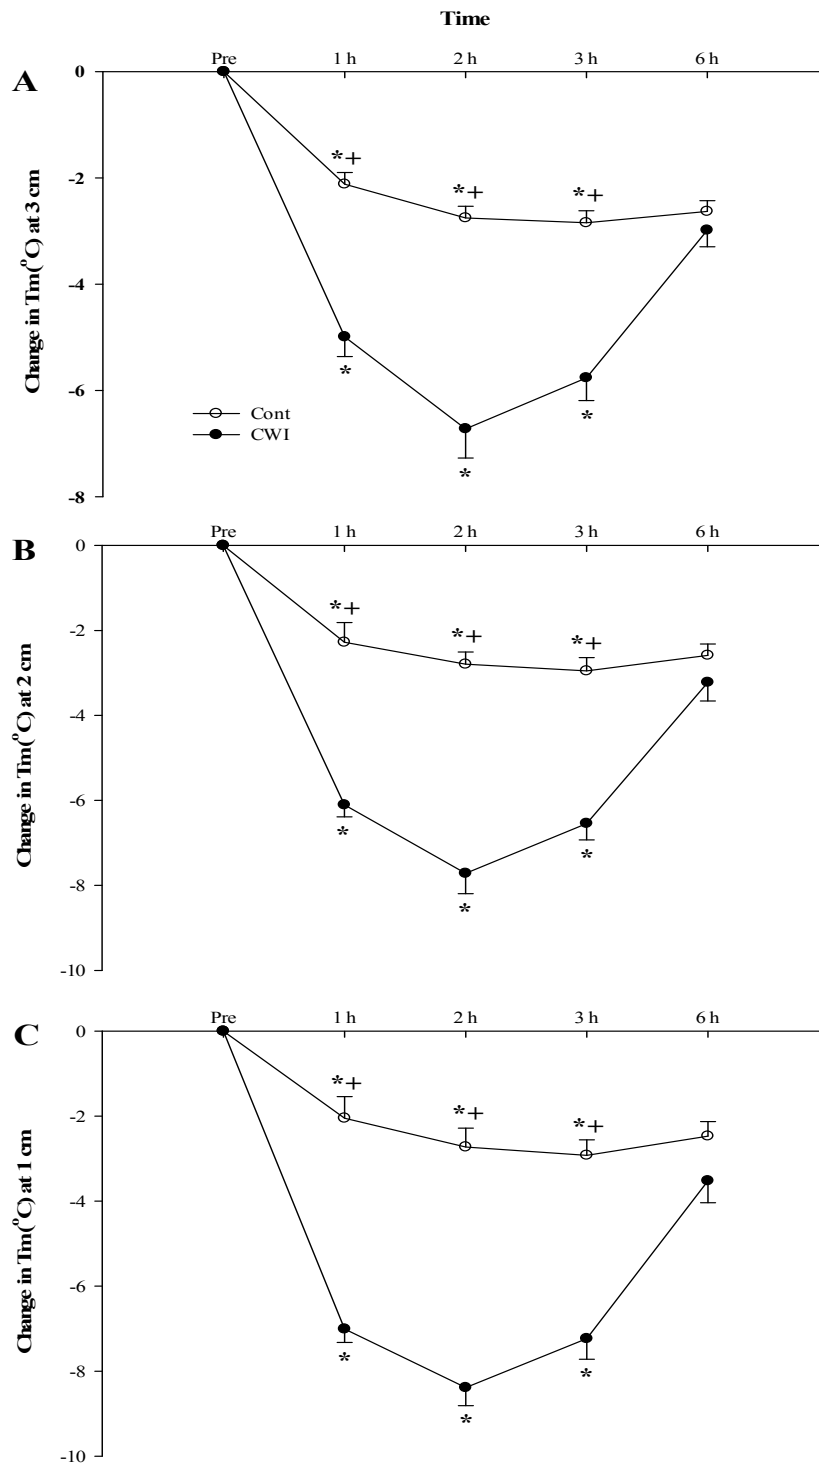 Time
A
Pre 1 h 2 h 3 h 6 h
0
*+
-2
*+
*+
Change in Tm(°C) at 3 cm
-4
*
-6
Cont
*
CWI
*
-8
B
Pre 1 h 2 h 3 h 6 h
0
*+
-2
*+
*+
Change in Tm(°C) at 2 cm
-4
-6
*
*
-8
*
-10
C
Pre 1 h 2 h 3 h 6 h
0
*+
-2
*+
*+
Change in Tm(°C) at 1 cm
-4
-6
*
*
-8
*
-10